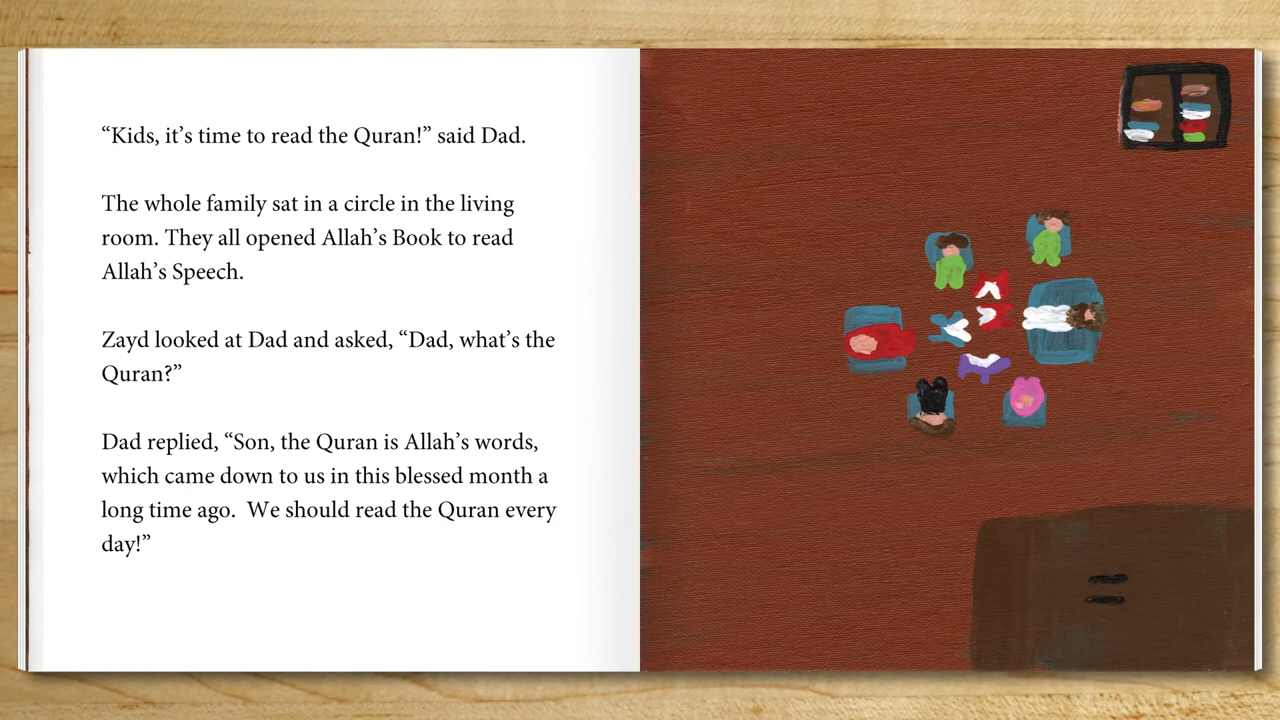 “Kids, it’s time to read the Quran!” said Dad.
The whole family sat in a circle in the living
room. They all opened Allah’s Book to read
Allah’s Speech.
Zayd looked at Dad and asked, “Dad, what’s the
Quran?”
Dad replied, “Son, the Quran is Allah’s words,
which came down to us in this blessed month a
long time ago.  We should read the Quran every
day!”